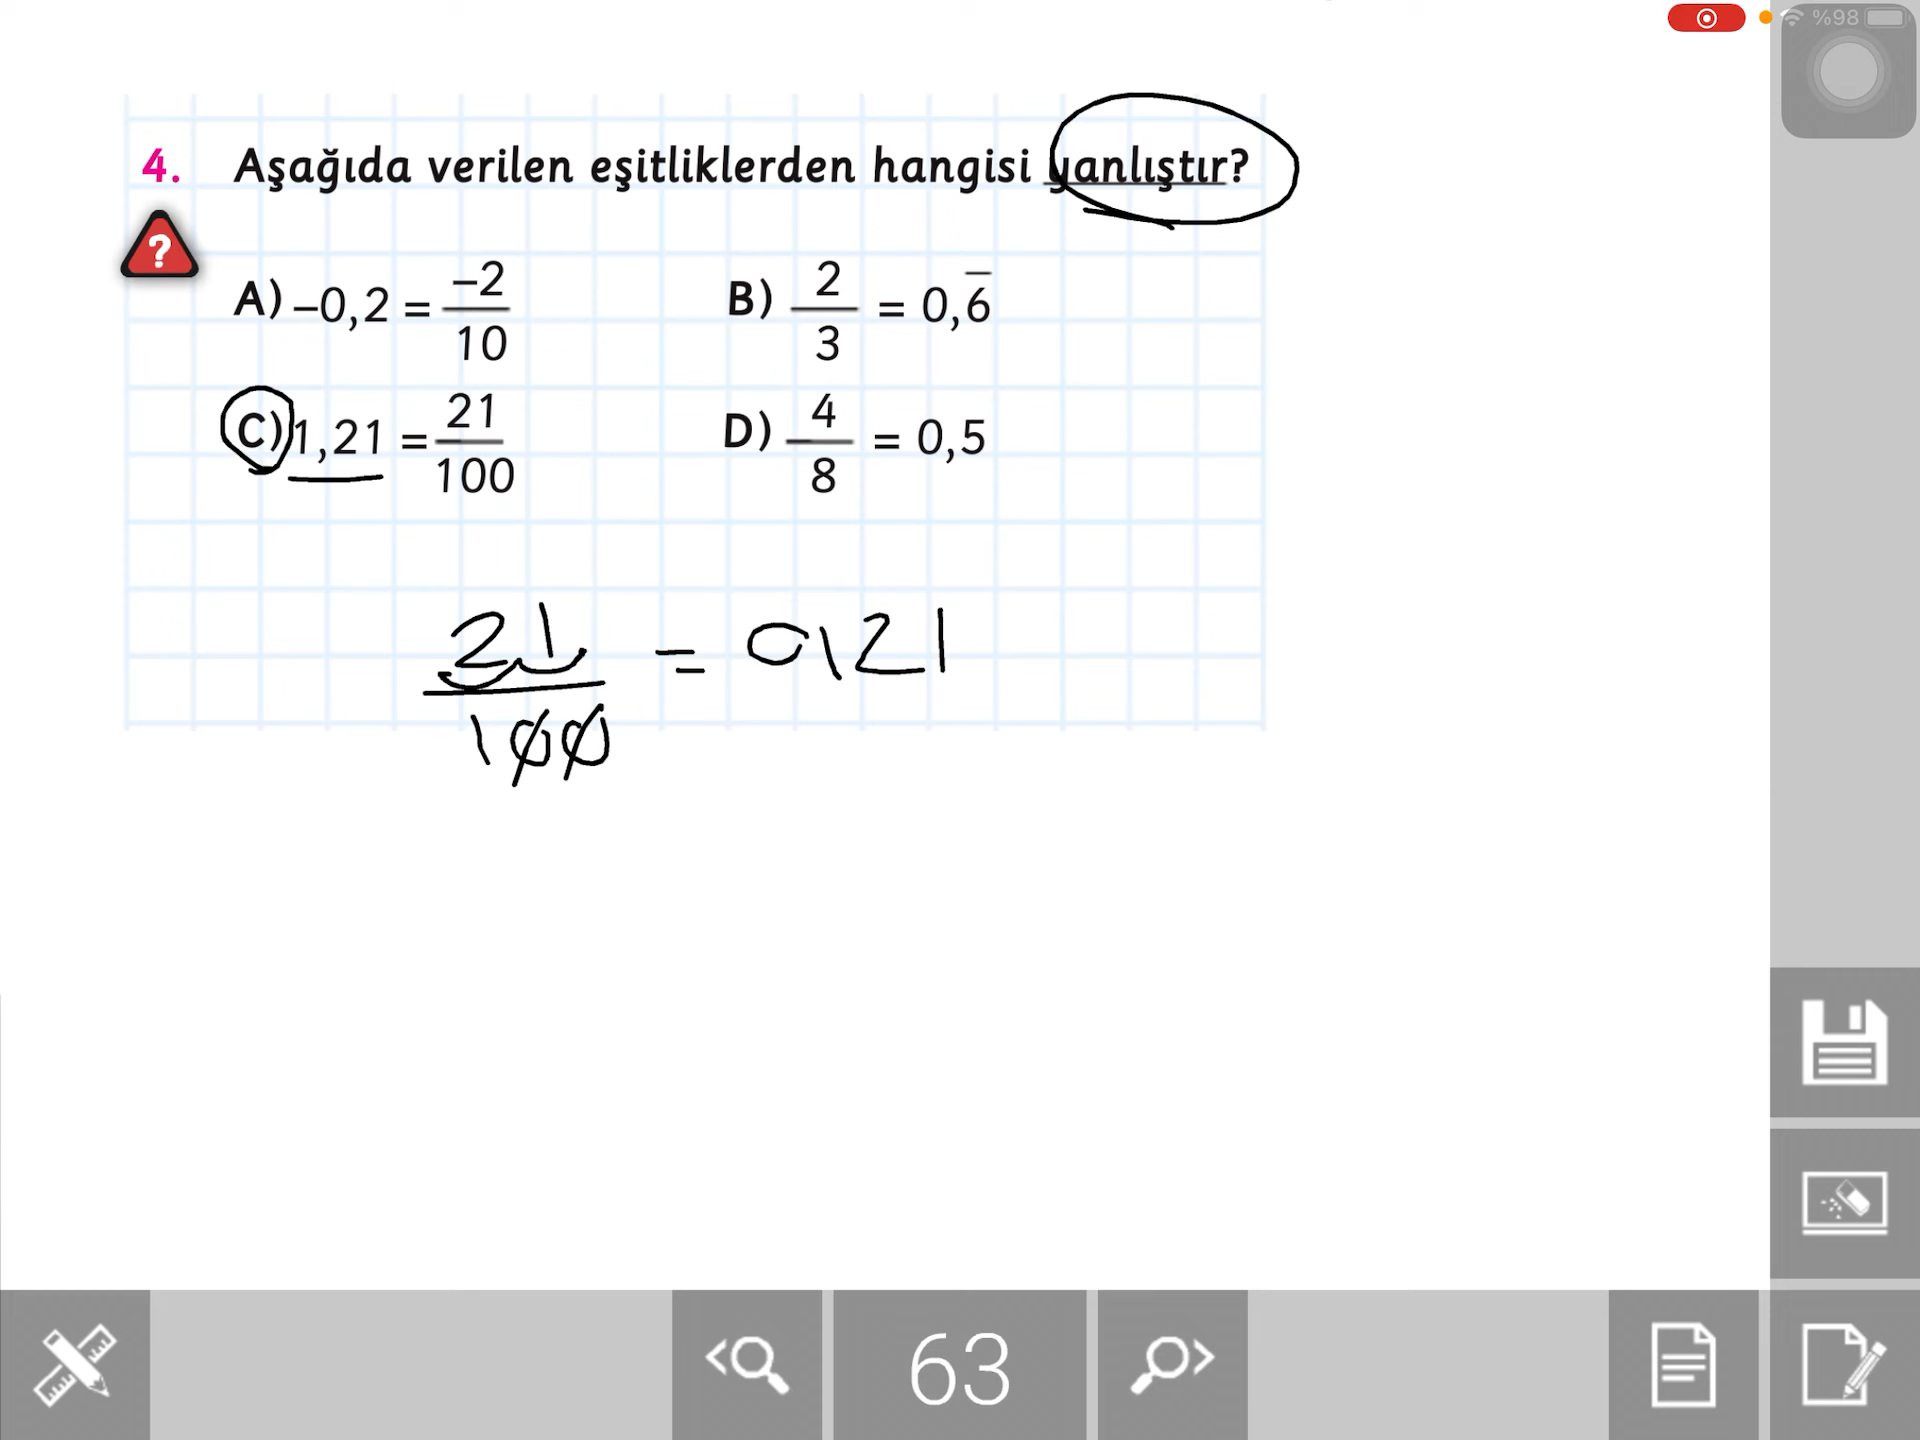 %98
4. Aşağıda verilen eşitliklerden hangisi yanlıştır?
?
A) –0,2 = –2/10
B) 2/3 = 0,6̅
C) 1,21 = 21/100
D) 4/8 = 0,5
21/100 = 0,21
63